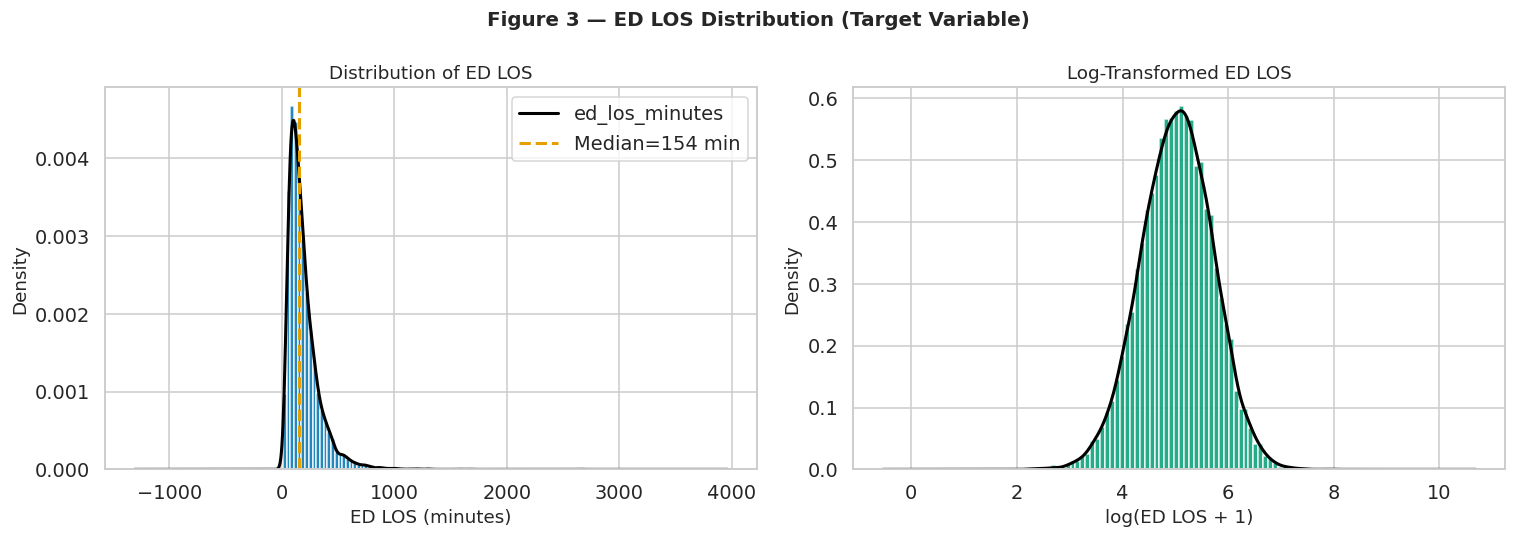 Figure 3 — ED LOS Distribution (Target Variable)
Distribution of ED LOS
ed_los_minutes
Median=154 min
Density
0.004
0.003
0.002
0.001
0.000
−1000
0
1000
2000
3000
4000
ED LOS (minutes)
Log-Transformed ED LOS
Density
0.6
0.5
0.4
0.3
0.2
0.1
0.0
0
2
4
6
8
10
log(ED LOS + 1)